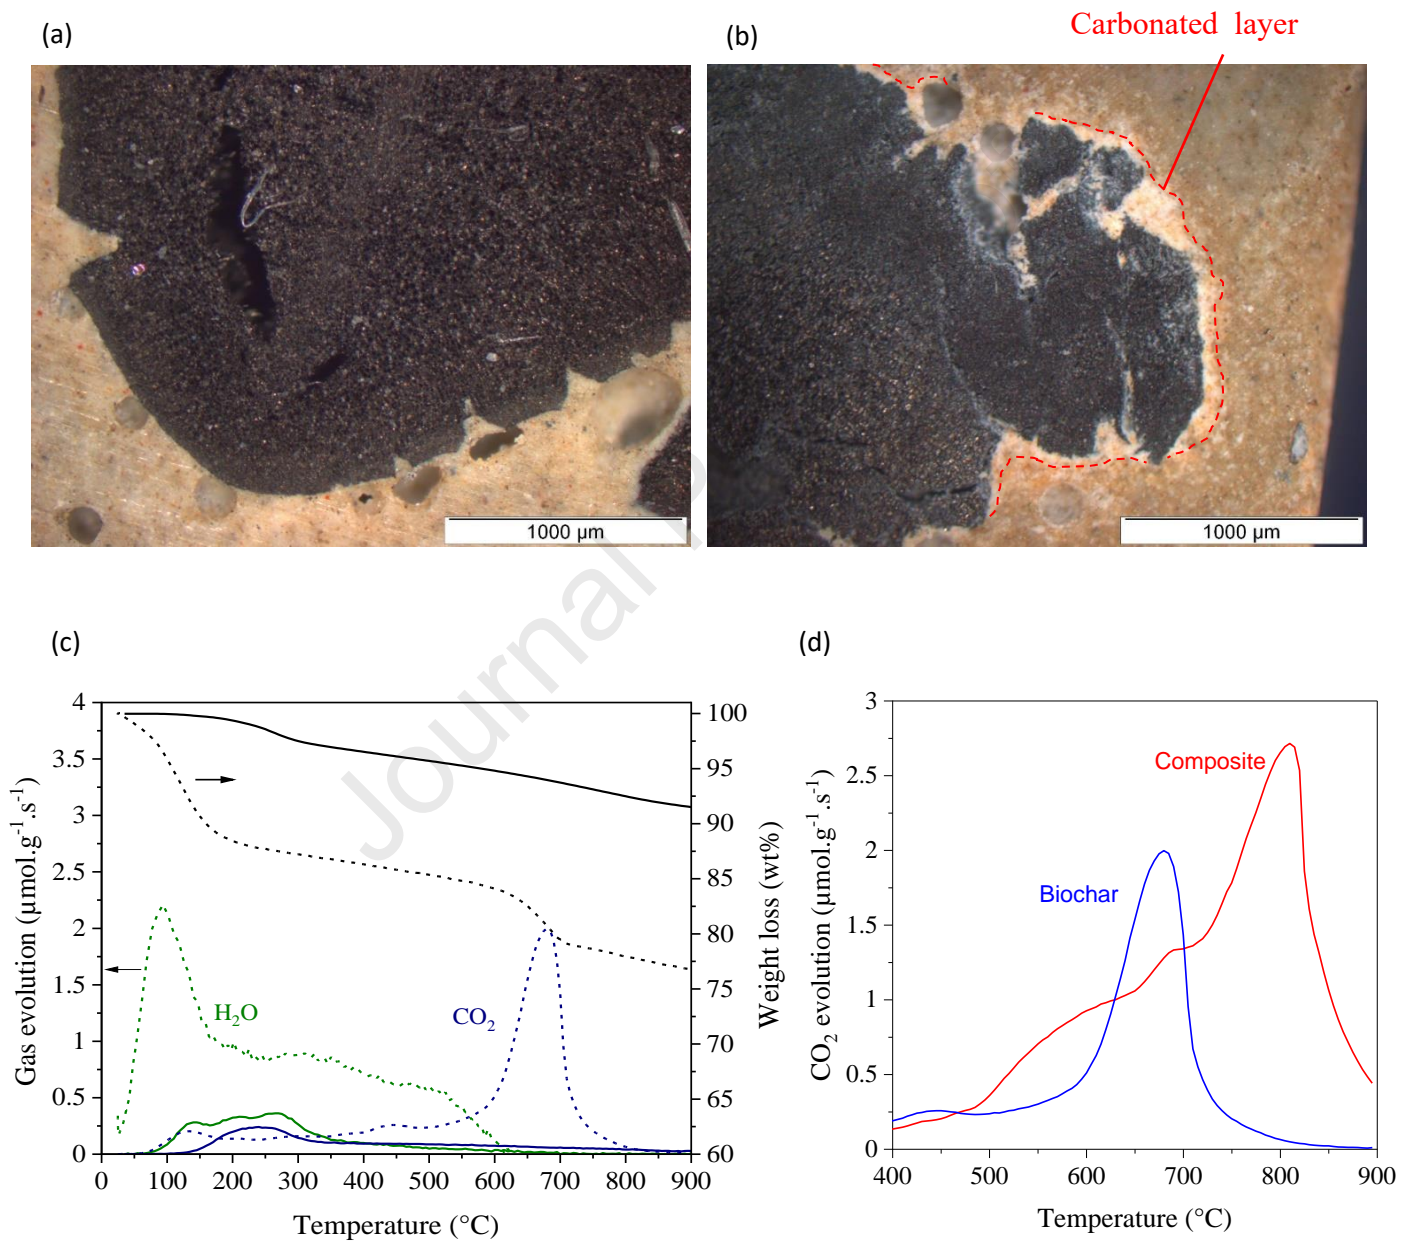 (a)
(b)
Carbonated layer
1000 µm
1000 µm
Journal P
(c)
(d)
4
3.5
3
2.5
2
1.5
1
0.5
0
Gas evolution (µmol.g⁻¹.s⁻¹)
100
95
90
85
80
75
70
65
60
Weight loss (wt%)
H₂O
CO₂
0 100 200 300 400 500 600 700 800 900
Temperature (°C)
3
2.5
2
1.5
1
0.5
0
CO₂ evolution (µmol.g⁻¹.s⁻¹)
Composite
Biochar
400 500 600 700 800 900
Temperature (°C)